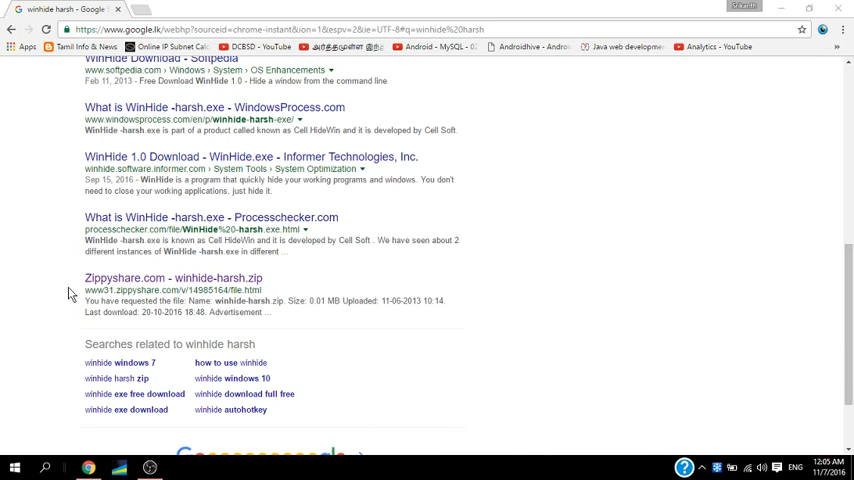 winhide harsh - Google S
Srikanth
https://www.google.lk/webhp?sourceid=chrome-instant&ion=1&espv=2&ie=UTF-8#q=winhide%20harsh
Apps Tamil Info & News Online IP Subnet Calc DCBSD - YouTube அர்த்தமுள்ள இந்த Android - MySQL - 02 Androidhive - Android Java web developmen Analytics - YouTube
WinHide Download - Softpedia
www.softpedia.com › Windows › System › OS Enhancements
Feb 11, 2013 - Free Download WinHide 1.0 - Hide a window from the command line.
What is WinHide -harsh.exe - WindowsProcess.com
www.windowsprocess.com/en/p/winhide-harsh-exe/
WinHide -harsh.exe is part of a product called known as Cell HideWin and it is developed by Cell Soft.
WinHide 1.0 Download - WinHide.exe - Informer Technologies, Inc.
winhide.software.informer.com › System Tools › System Optimization
Sep 15, 2016 - WinHide is a program that quickly hide your working programs and windows. You don't
need to close your working applications, just hide it.
What is WinHide -harsh.exe - Processchecker.com
processchecker.com/file/WinHide%20-harsh.exe.html
WinHide -harsh.exe is known as Cell HideWin and it is developed by Cell Soft . We have seen about 2
different instances of WinHide -harsh.exe in different ...
Zippyshare.com - winhide-harsh.zip
www31.zippyshare.com/v/14985164/file.html
You have requested the file: Name: winhide-harsh.zip. Size: 0.01 MB Uploaded: 11-06-2013 10:14.
Last download: 20-10-2016 18:48. Advertisement ...
Searches related to winhide harsh
winhide windows 7 how to use winhide
winhide harsh zip winhide windows 10
winhide exe free download winhide download full free
winhide exe download winhide autohotkey
ENG
12:05 AM
11/7/2016